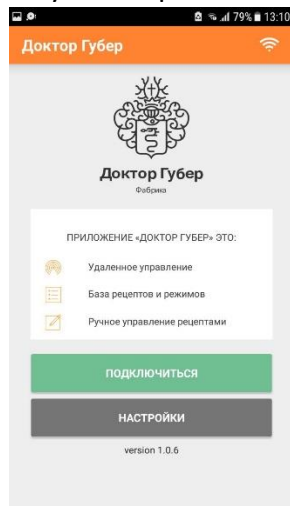 79% 13:10
Доктор Губер
Доктор Губер
Фабрика
ПРИЛОЖЕНИЕ «ДОКТОР ГУБЕР» ЭТО:
Удаленное управление
База рецептов и режимов
Ручное управление рецептами
ПОДКЛЮЧИТЬСЯ
НАСТРОЙКИ
version 1.0.6